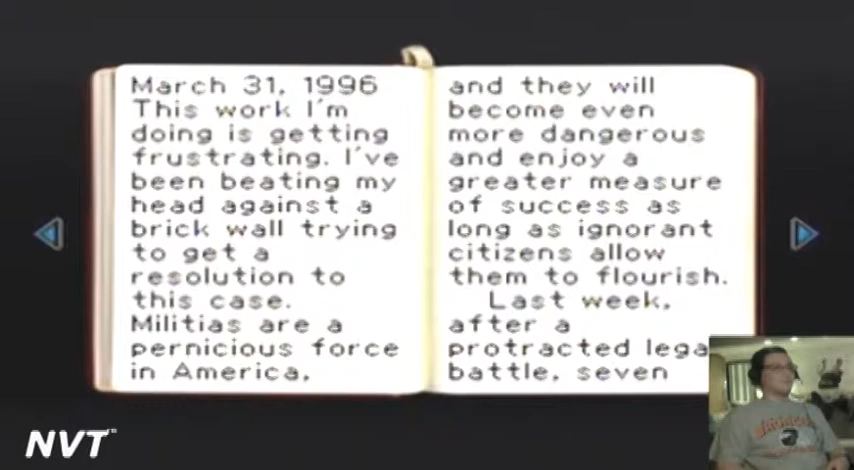 March 31, 1996
This work I'm
doing is getting
frustrating. I've
been beating my
head against a
brick wall trying
to get a
resolution to
this case.
Militias are a
pernicious force
in America,
and they will
become even
more dangerous
and enjoy a
greater measure
of success as
long as ignorant
citizens allow
them to flourish.
Last week,
after a
protracted lega
battle, seven
NVT